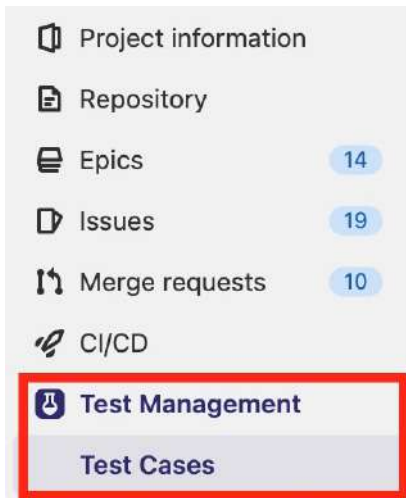 Project information
Repository
Epics 14
Issues 19
Merge requests 10
CI/CD
Test Management
Test Cases